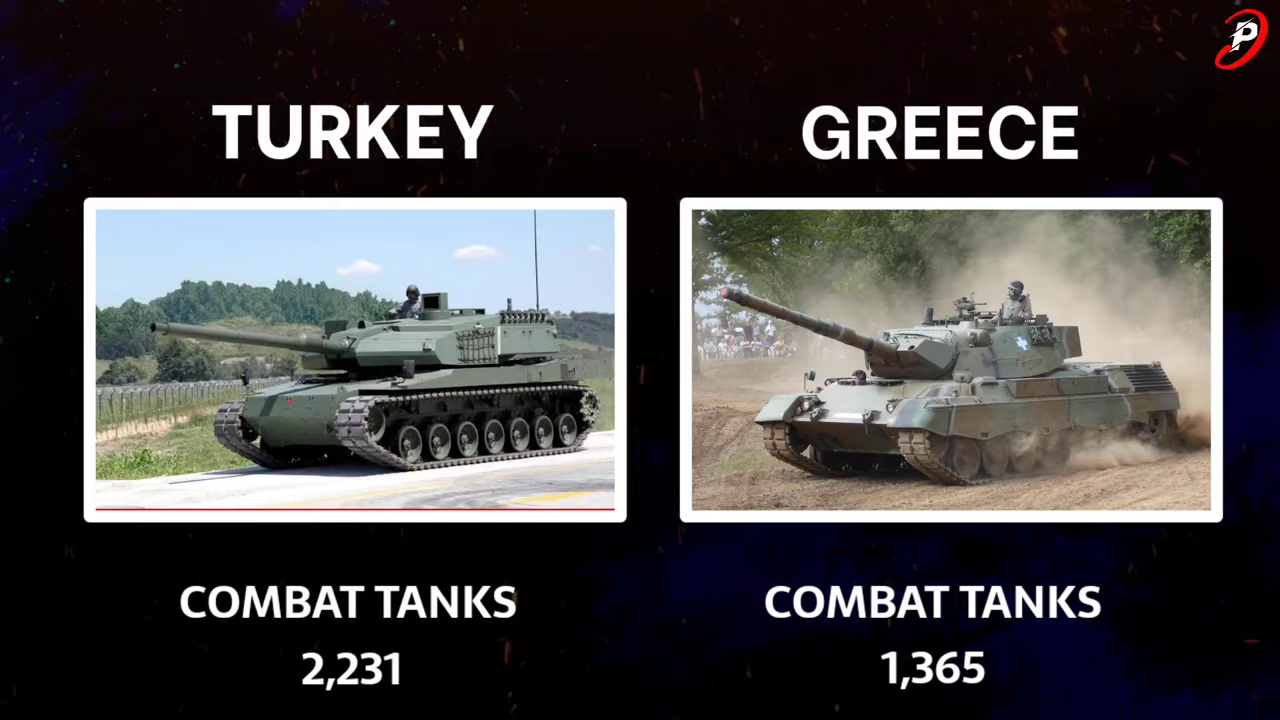 P
TURKEY
GREECE
COMBAT TANKS
COMBAT TANKS
2,231
1,365